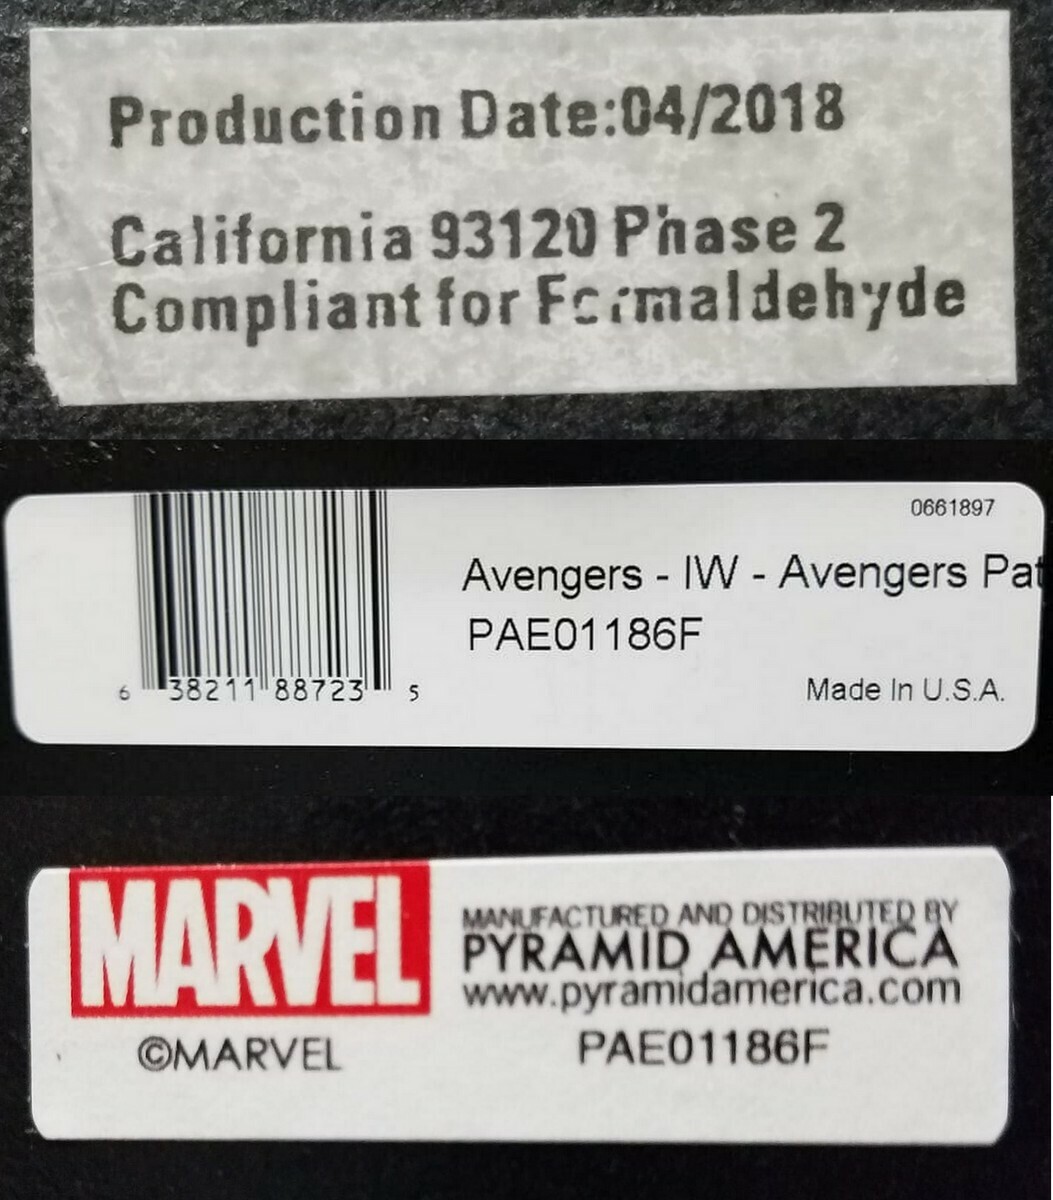 Production Date:04/2018
California 93120 Phase 2
Compliant for Formaldehyde
0661897
Avengers - IW - Avengers
PAE01186F
6 38211 88723 5
Made In U.S.A.
MARVEL
©MARVEL
MANUFACTURED AND DISTRIBUTED BY
PYRAMID AMERICA
www.pyramidamerica.com
PAE01186F